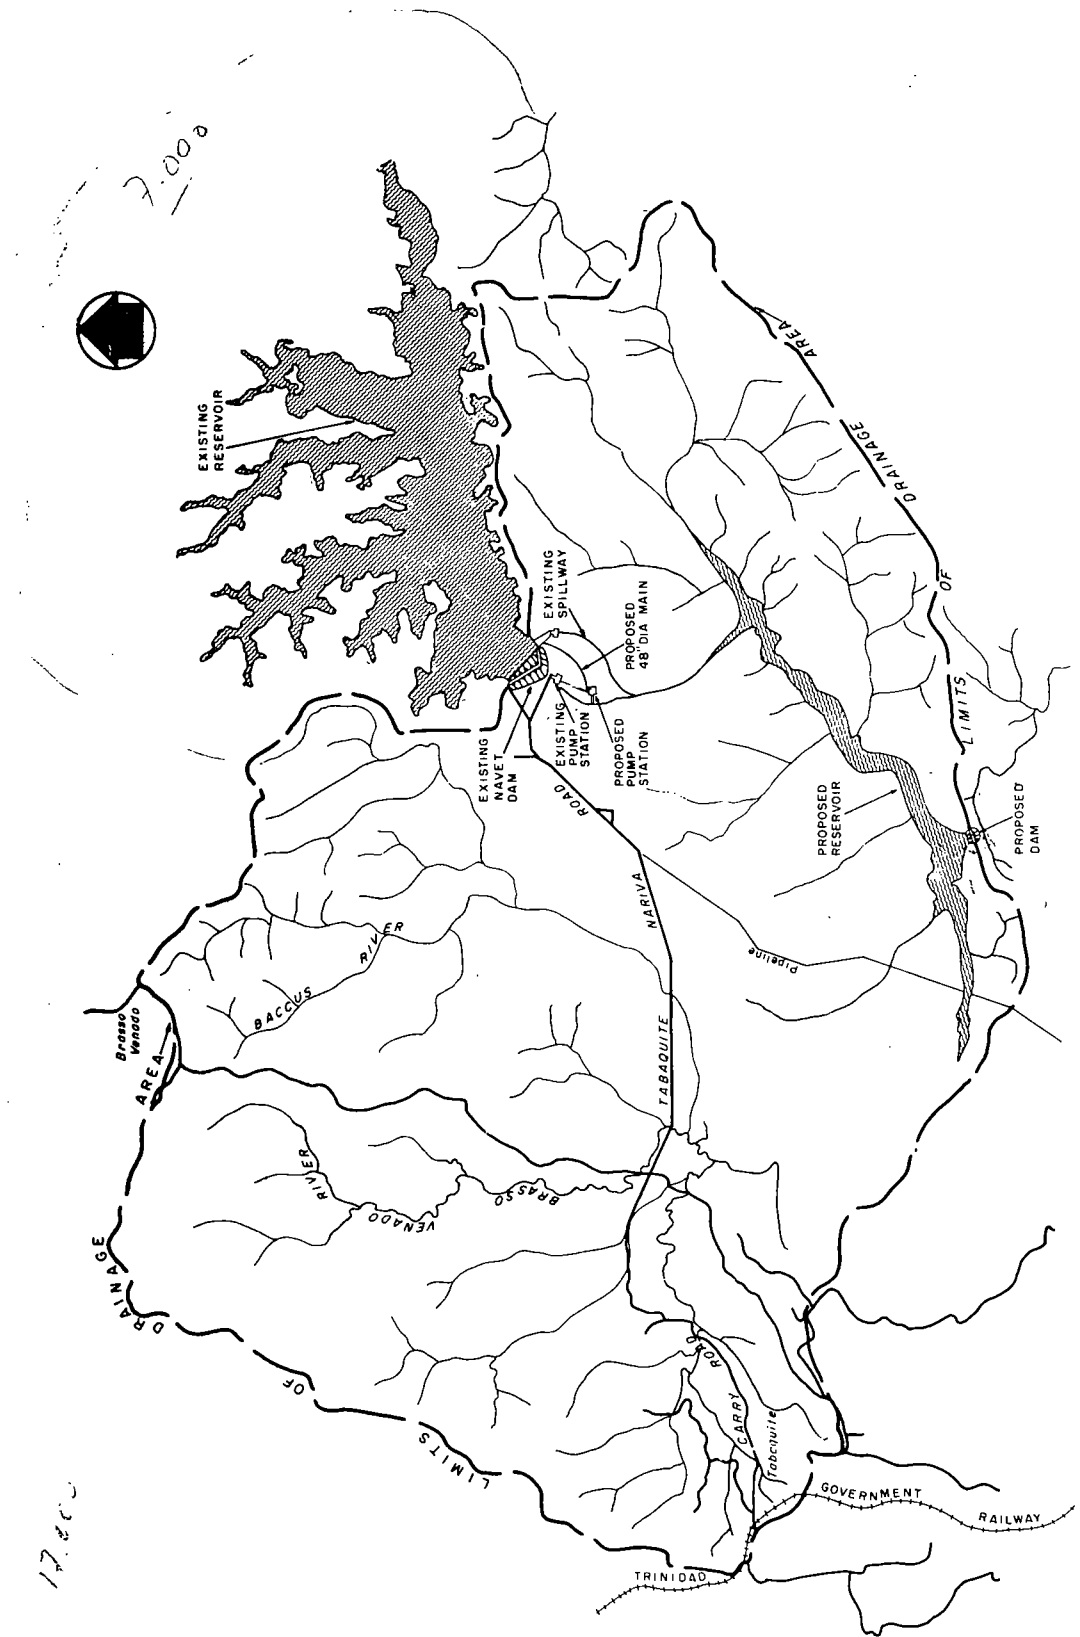 7.000
EXISTING
RESERVOIR
EXISTING
SPILLWAY
PROPOSED
48" DIA MAIN
EXISTING
NAVET
DAM
EXISTING
PUMP
STATION
PROPOSED
PUMP
STATION
PROPOSED
RESERVOIR
PROPOSED
DAM
LIMITS OF DRAINAGE AREA
TABAQUITE NARIVA ROAD
Pipeline
BACCUS RIVER
Brasso
Venado
LIMITS OF DRAINAGE AREA
VENADO RIVER
BRASSO
CARRY ROAD
Tabaquite
TRINIDAD GOVERNMENT RAILWAY